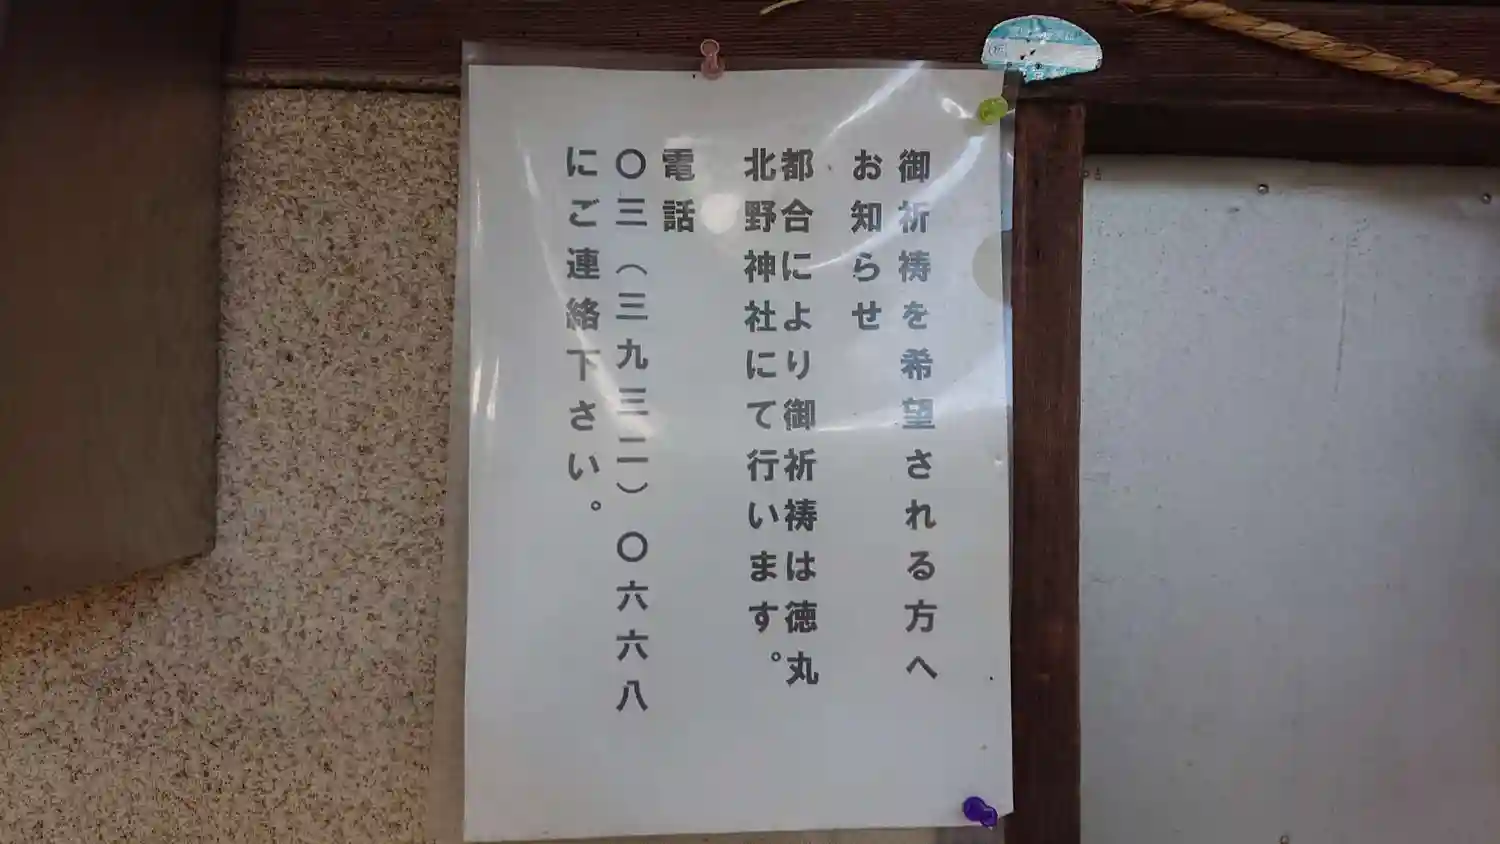 御祈祷を希望される方へ
お知らせ
都合により御祈祷は徳丸
北野神社にて行います。
電話
〇三（三九三二）〇六六八
にご連絡下さい。